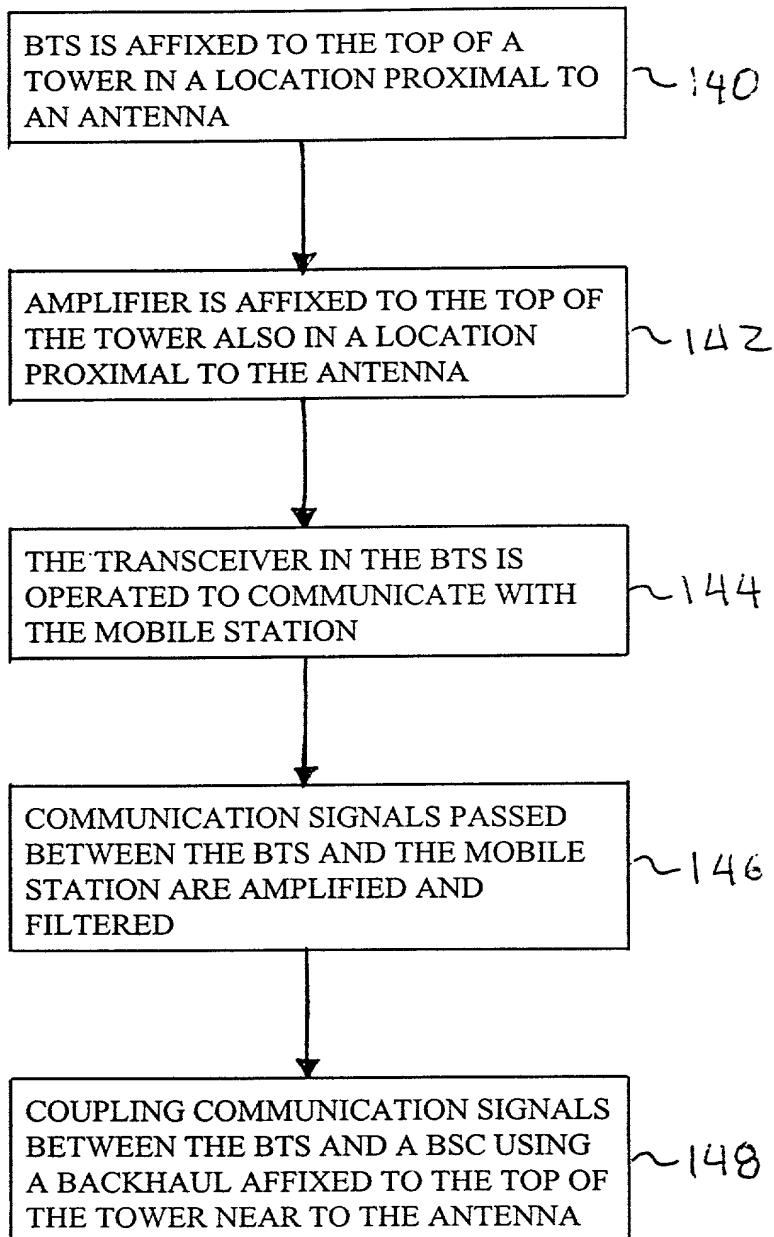 BTS IS AFFIXED TO THE TOP OF A
TOWER IN A LOCATION PROXIMAL TO
AN ANTENNA
140
AMPLIFIER IS AFFIXED TO THE TOP OF
THE TOWER ALSO IN A LOCATION
PROXIMAL TO THE ANTENNA
142
THE TRANSCEIVER IN THE BTS IS
OPERATED TO COMMUNICATE WITH
THE MOBILE STATION
144
COMMUNICATION SIGNALS PASSED
BETWEEN THE BTS AND THE MOBILE
STATION ARE AMPLIFIED AND
FILTERED
146
COUPLING COMMUNICATION SIGNALS
BETWEEN THE BTS AND A BSC USING
A BACKHAUL AFFIXED TO THE TOP OF
THE TOWER NEAR TO THE ANTENNA
148